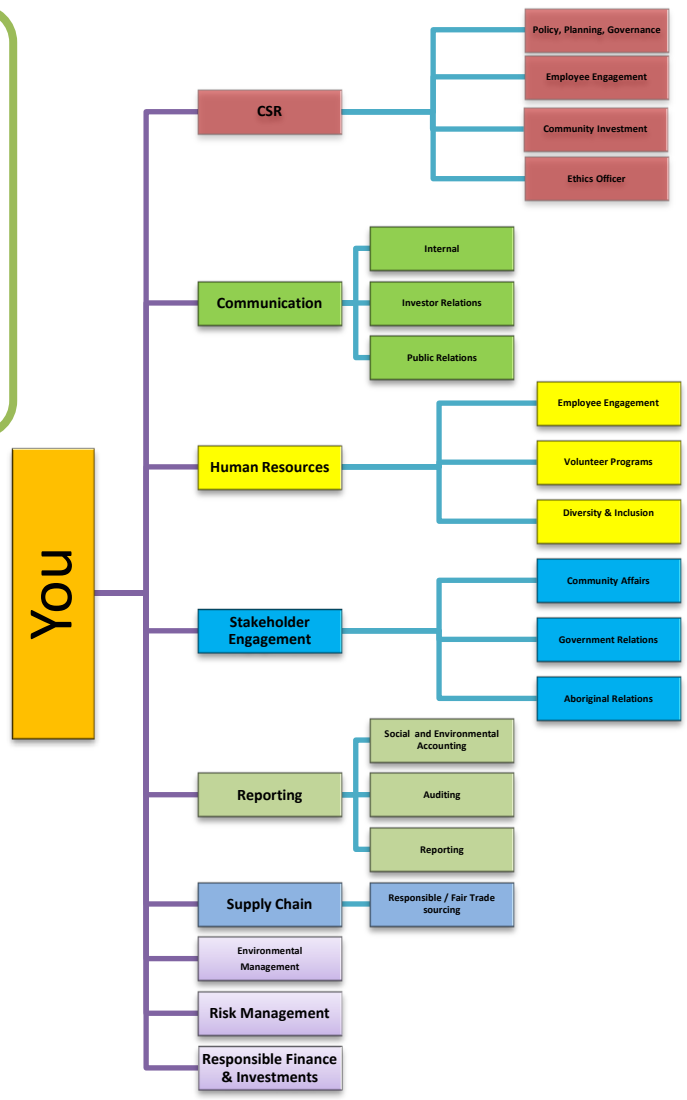 You
CSR
Policy, Planning, Governance
Employee Engagement
Community Investment
Ethics Officer
Communication
Internal
Investor Relations
Public Relations
Human Resources
Employee Engagement
Volunteer Programs
Diversity & Inclusion
Stakeholder
Engagement
Community Affairs
Government Relations
Aboriginal Relations
Reporting
Social and Environmental
Accounting
Auditing
Reporting
Supply Chain
Responsible / Fair Trade
sourcing
Environmental
Management
Risk Management
Responsible Finance
& Investments